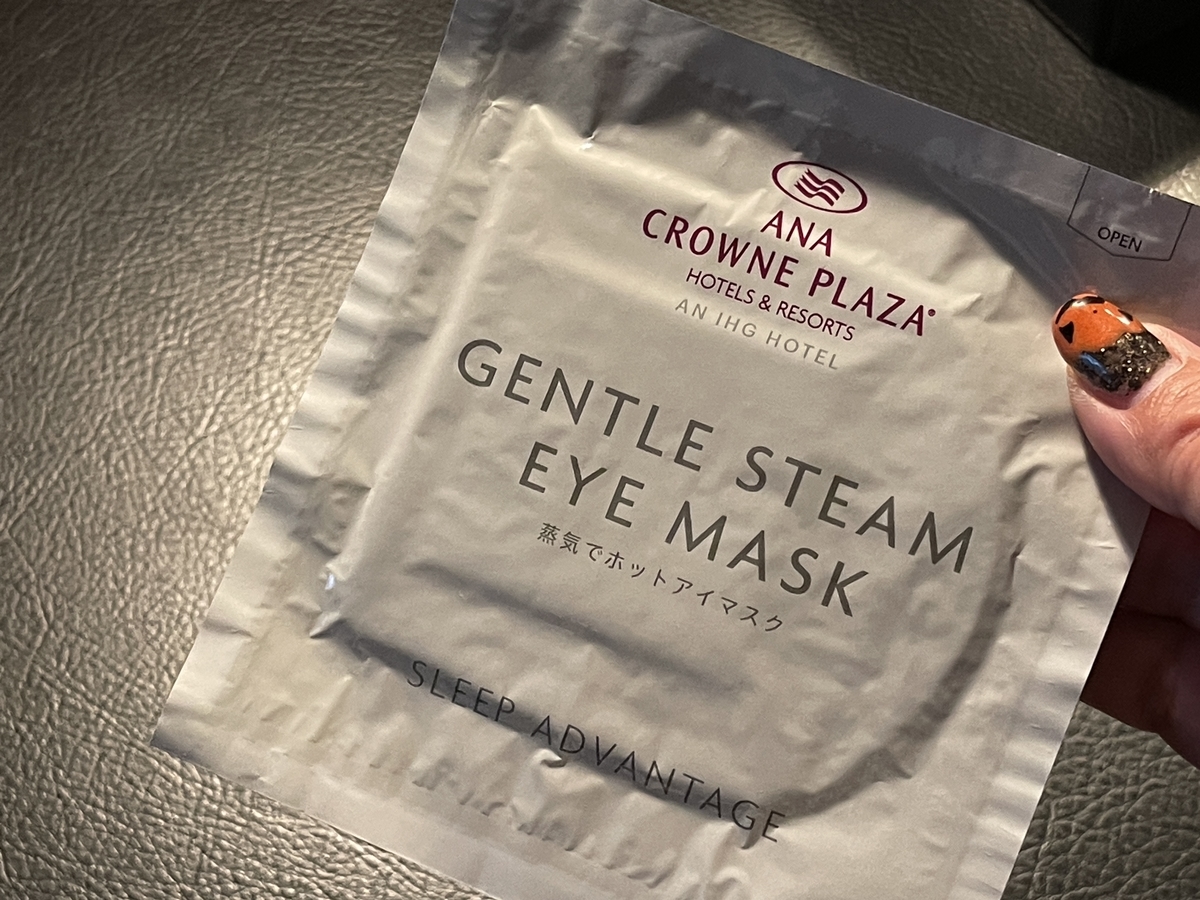 ANA
CROWNE PLAZA®
HOTELS & RESORTS
AN IHG HOTEL
OPEN
GENTLE STEAM
EYE MASK
蒸気でホットアイマスク
SLEEP ADVANTAGE